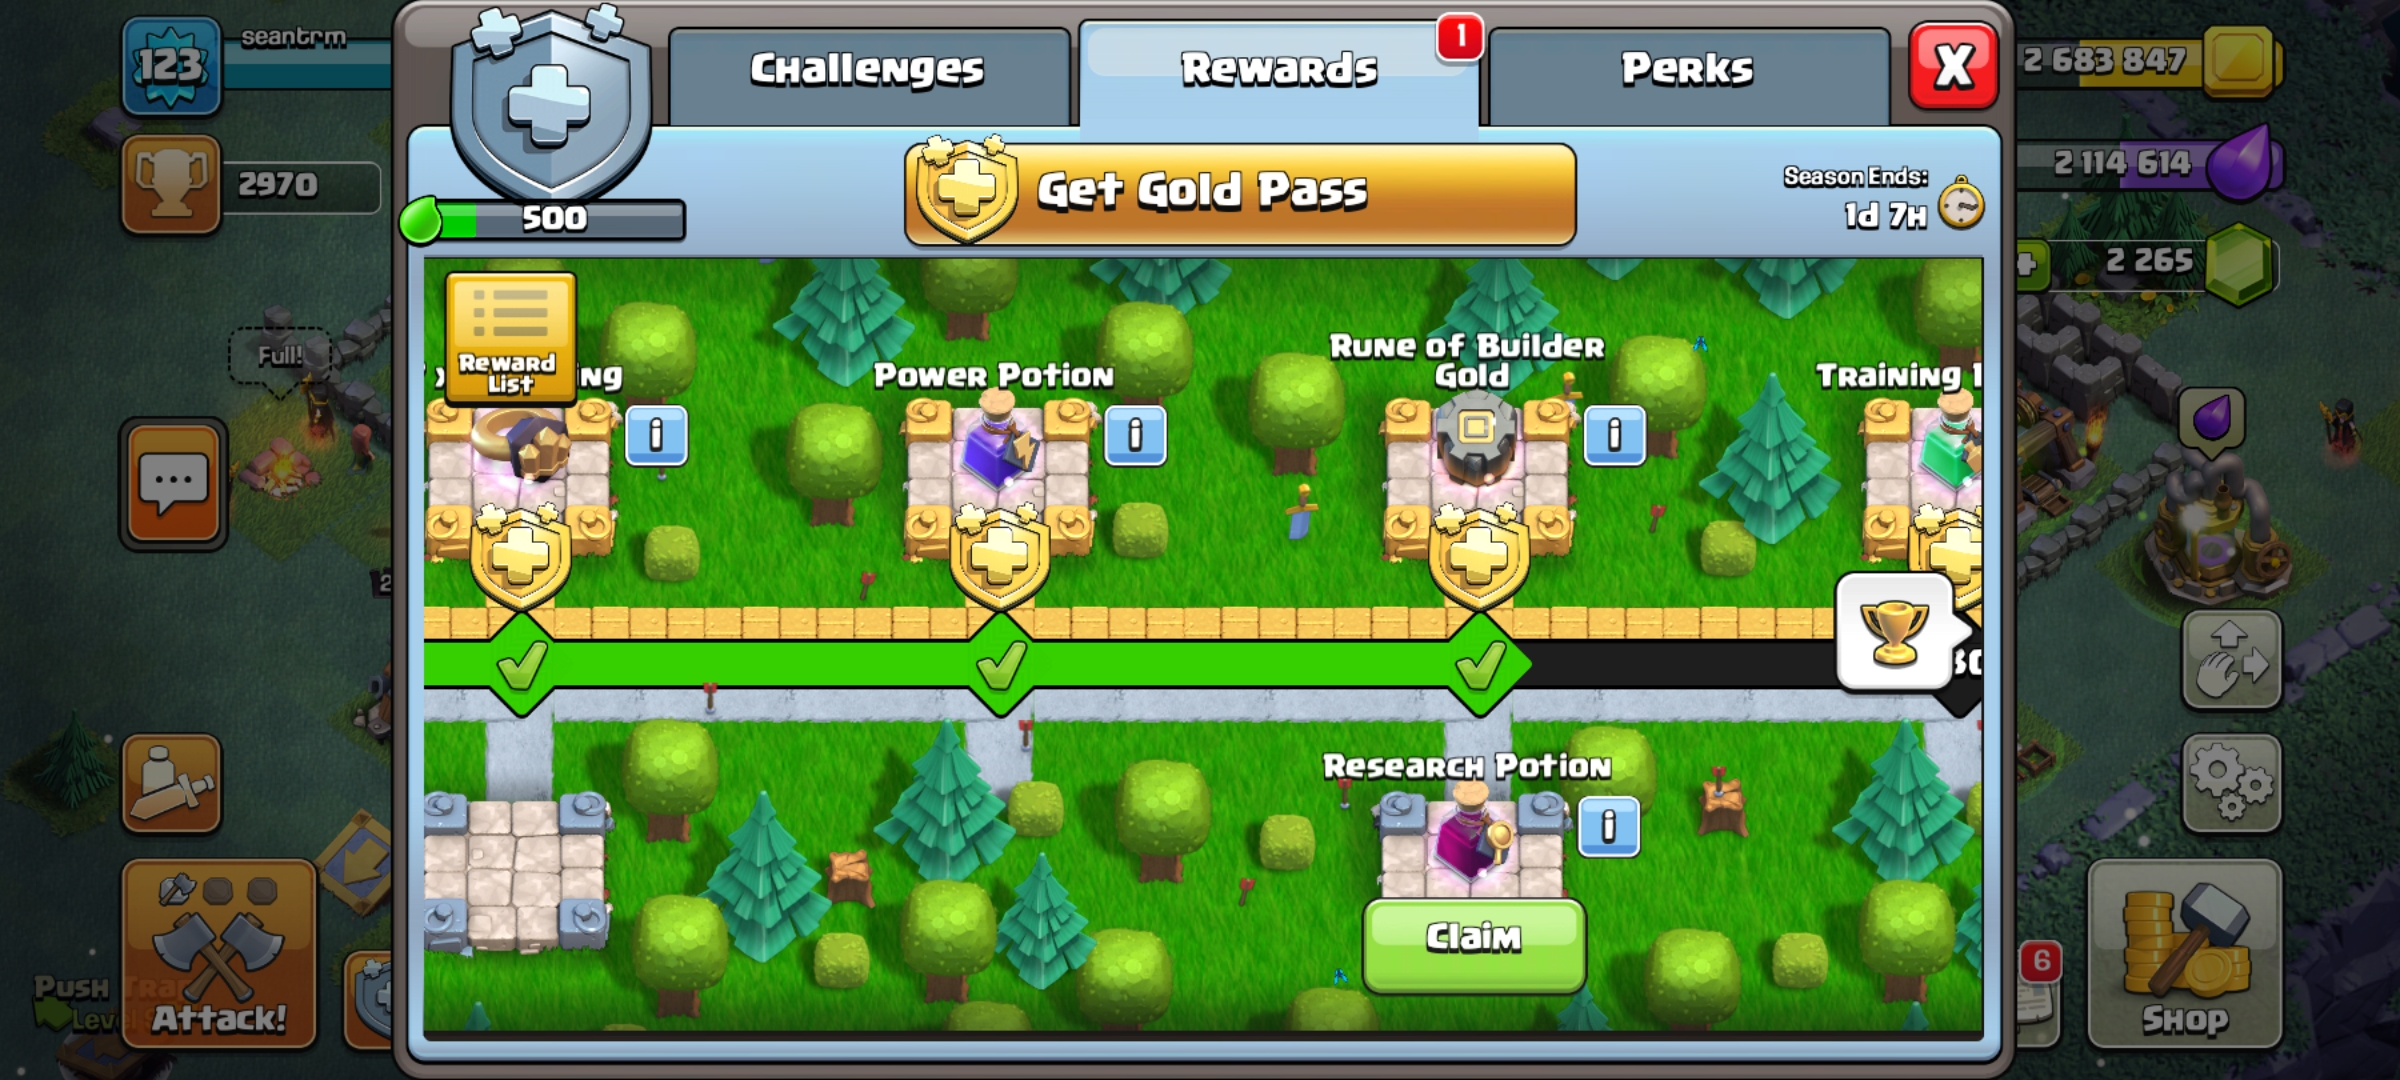 123
seantrm
2970
Full!
Challenges
Rewards
1
Perks
X
2 683 847
2 114 614
2 265
500
Get Gold Pass
Season Ends:
1d 7H
Reward
List
Power Potion
Rune of Builder
Gold
Training
i
i
i
Research Potion
i
Claim
Push
Level
Attack!
6
Shop